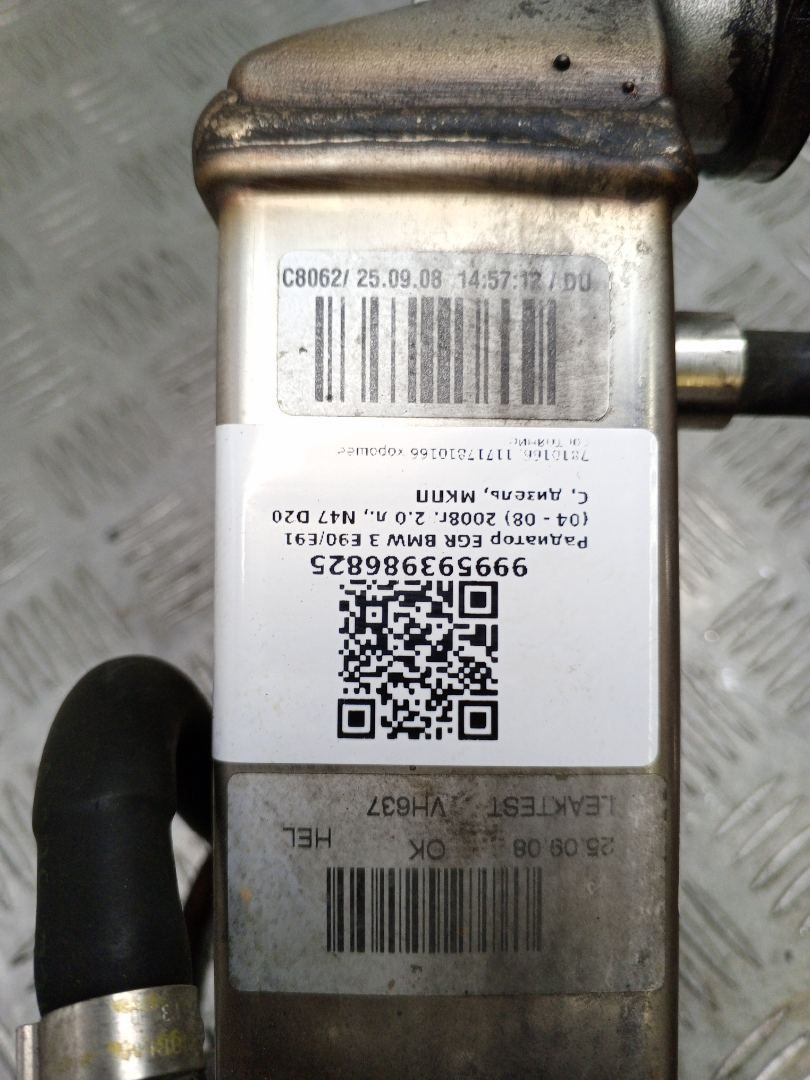 C8062/ 25.09.08 14:57:12 / DU
999593986825
Радиатор EGR BMW 3 E90/E91
(04 - 08) 2008г. 2.0 л., N47 D20
C, дизель, МКПП
7810166, 11717810166 хорошее
LEAKTEST VH637
25.09.08 OK HEL